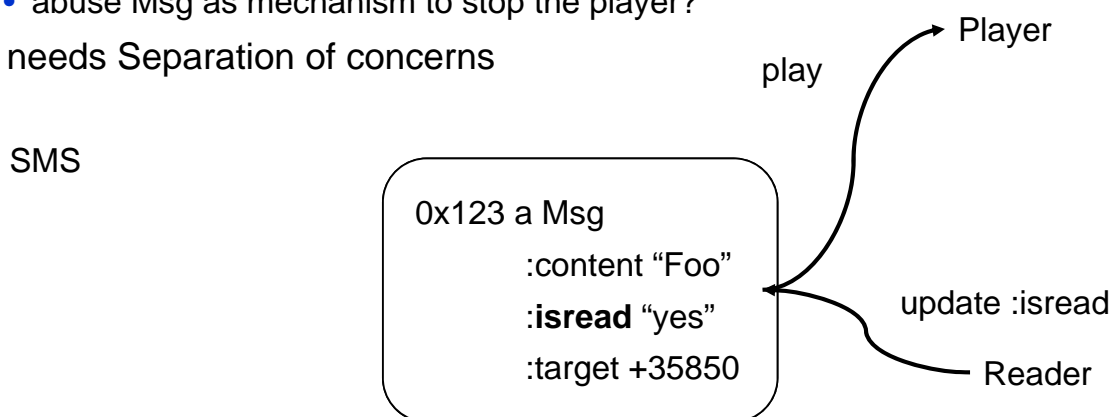 • abuse Msg as mechanism to stop the player?
needs Separation of concerns
Player
play
SMS
0x123 a Msg
:content “Foo”
:isread “yes”
:target +35850
update :isread
Reader